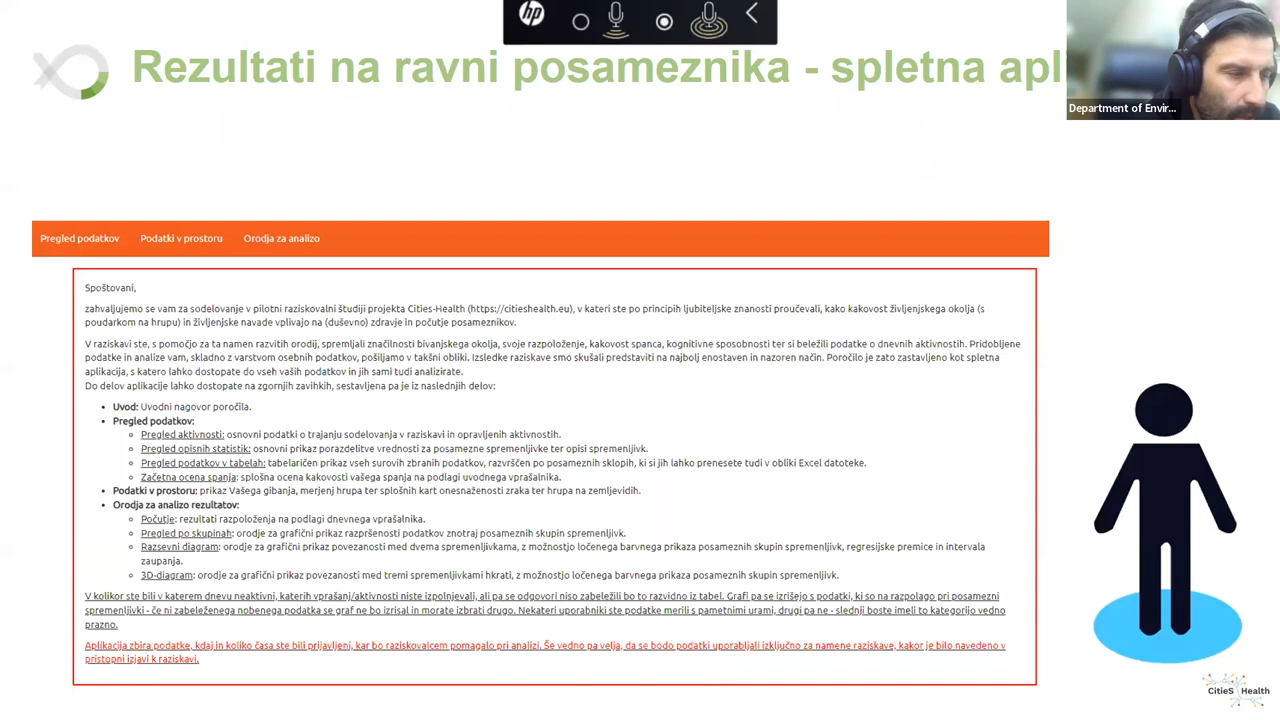 hp
Rezultati na ravni posameznika - spletna apl
Department of Envir...
Pregled podatkov Podatki v prostoru Orodja za analizo
Spoštovani,
zahvaljujemo se vam za sodelovanje v pilotni raziskovalni študiji projekta Cities-Health (https://citieshealth.eu), v kateri ste po principih ljubiteljske znanosti proučevali, kako kakovost življenjskega okolja (s
poudarkom na hrupu) in življenjske navade vplivajo na (duševno) zdravje in počutje posameznikov.
V raziskavi ste, s pomočjo za ta namen razvitih orodij, spremljali značilnosti bivanjskega okolja, svoje razpoloženje, kakovost spanca, kognitivne sposobnosti ter si beležili podatke o dnevnih aktivnostih. Pridobljene
podatke in analize vam, skladno z varstvom osebnih podatkov, pošiljamo v takšni obliki. Izsledke raziskave smo skušali predstaviti na najbolj enostaven in nazoren način. Poročilo je zato zastavljeno kot spletna
aplikacija, s katero lahko dostopate do vseh vaših podatkov in jih sami tudi analizirate.
Do delov aplikacije lahko dostopate na zgornjih zavihkih, sestavljena pa je iz naslednjih delov:
• Uvod: Uvodni nagovor poročila.
• Pregled podatkov:
◦ Pregled aktivnosti: osnovni podatki o trajanju sodelovanja v raziskavi in opravljenih aktivnostih.
◦ Pregled opisnih statistik: osnovni prikaz porazdelitve vrednosti za posamezne spremenljivke ter opisi spremenljivk.
◦ Pregled podatkov v tabelah: tabelaričen prikaz vseh surovih zbranih podatkov, razvrščen po posameznih sklopih, ki si jih lahko prenesete tudi v obliki Excel datoteke.
◦ Začetna ocena spanja: splošna ocena kakovosti vašega spanja na podlagi uvodnega vprašalnika.
• Podatki v prostoru: prikaz Vašega gibanja, merjenj hrupa ter splošnih kart onesnaženosti zraka ter hrupa na zemljevidih.
• Orodja za analizo rezultatov:
◦ Počutje: rezultati razpoloženja na podlagi dnevnega vprašalnika.
◦ Pregled po skupinah: orodje za grafični prikaz razpršenosti podatkov znotraj posameznih skupin spremenljivk.
◦ Razsevni diagram: orodje za grafični prikaz povezanosti med dvema spremenljivkama, z možnostjo ločenega barvnega prikaza posameznih skupin spremenljivk, regresijske premice in intervala
zaupanja.
◦ 3D-diagram: orodje za grafični prikaz povezanosti med tremi spremenljivkami hkrati, z možnostjo ločenega barvnega prikaza posameznih skupin spremenljivk.
V kolikor ste bili v katerem dnevu neaktivni, katerih vprašanj/aktivnosti niste izpolnjevali, ali pa se odgovori niso zabeležili bo to razvidno iz tabel. Grafi pa se izrišejo s podatki, ki so na razpolago pri posamezni
spremenljivki - če ni zabeleženega nobenega podatka se graf ne bo izrisal in morate izbrati drugo. Nekateri uporabniki ste podatke merili s pametnimi urami, drugi pa ne - slednji boste imeli to kategorijo vedno
prazno.
Aplikacija zbira podatke, kdaj in koliko časa ste bili prijavljeni, kar bo raziskovalcem pomagalo pri analizi. Še vedno pa velja, da se bodo podatki uporabljali izključno za namene raziskave, kakor je bilo navedeno v
pristopni izjavi k raziskavi.
CitieS Health